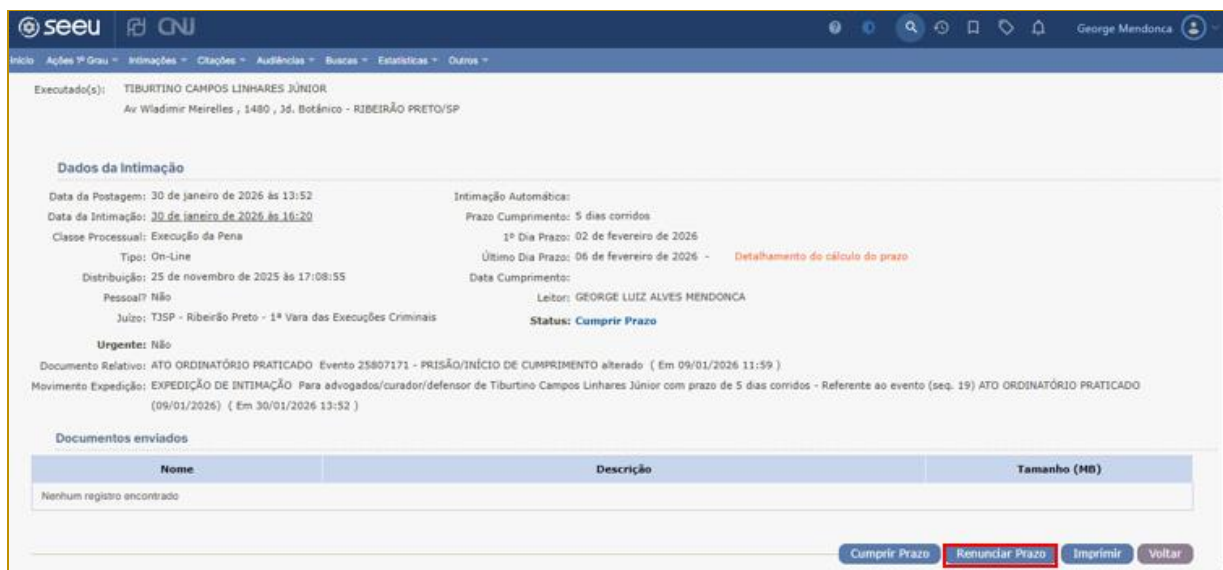 seeu CNJ George Mendonca
Início Ações 1º Grau Intimações Citações Audiências Buscas Estatísticas Outros
Executado(s): TIBURTINO CAMPOS LINHARES JÚNIOR
Av Wladimir Meirelles , 1480 , Jd. Botânico - RIBEIRÃO PRETO/SP
Dados da Intimação
Data da Postagem: 30 de janeiro de 2026 às 13:52 Intimação Automática:
Data da Intimação: 30 de janeiro de 2026 às 16:20 Prazo Cumprimento: 5 dias corridos
Classe Processual: Execução da Pena 1º Dia Prazo: 02 de fevereiro de 2026
Tipo: On-Line Último Dia Prazo: 06 de fevereiro de 2026 - Detalhamento do cálculo do prazo
Distribuição: 25 de novembro de 2025 às 17:08:55 Data Cumprimento:
Pessoal? Não Leitor: GEORGE LUIZ ALVES MENDONCA
Juízo: TJSP - Ribeirão Preto - 1ª Vara das Execuções Criminais Status: Cumprir Prazo
Urgente: Não
Documento Relativo: ATO ORDINATÓRIO PRATICADO Evento 25807171 - PRISÃO/INÍCIO DE CUMPRIMENTO alterado ( Em 09/01/2026 11:59 )
Movimento Expedição: EXPEDIÇÃO DE INTIMAÇÃO Para advogados/curador/defensor de Tiburtino Campos Linhares Júnior com prazo de 5 dias corridos - Referente ao evento (seq. 19) ATO ORDINATÓRIO PRATICADO
(09/01/2026) ( Em 30/01/2026 13:52 )
Documentos enviados
Nome Descrição Tamanho (MB)
Nenhum registro encontrado
Cumprir Prazo Renunciar Prazo Imprimir Voltar